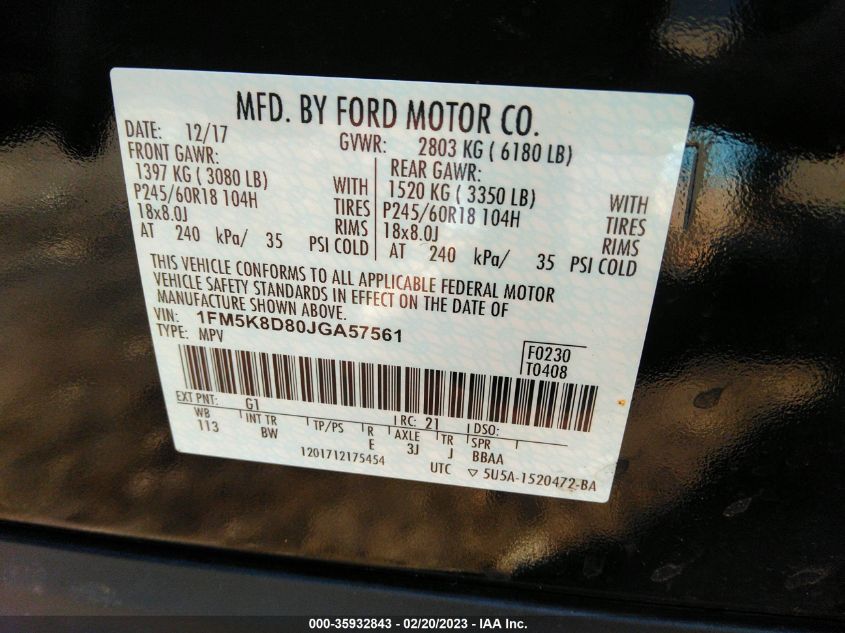 MFD. BY FORD MOTOR CO.
DATE: 12/17 GVWR: 2803 KG ( 6180 LB)
FRONT GAWR: REAR GAWR:
1397 KG ( 3080 LB) WITH 1520 KG ( 3350 LB) WITH
P245/60R18 104H TIRES P245/60R18 104H TIRES
18x8.0J RIMS 18x8.0J RIMS
AT 240 kPa/ 35 PSI COLD AT 240 kPa/ 35 PSI COLD
THIS VEHICLE CONFORMS TO ALL APPLICABLE FEDERAL MOTOR
VEHICLE SAFETY STANDARDS IN EFFECT ON THE DATE OF
MANUFACTURE SHOWN ABOVE.
VIN: 1FM5K8D80JGA57561
TYPE: MPV
F0230
T0408
EXT PNT: G1 RC: 21 DSO:
WB INT TR TP/PS R AXLE TR SPR
113 BW E 3J J BBAA
1201712175454 UTC ▽ 5U5A-1520472-BA
000-35932843 / 02/20/2023 - IAA Inc.